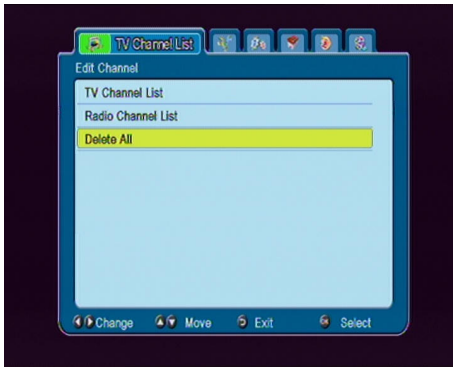 TV Channel List
Edit Channel
TV Channel List
Radio Channel List
Delete All
Change Move Exit Select